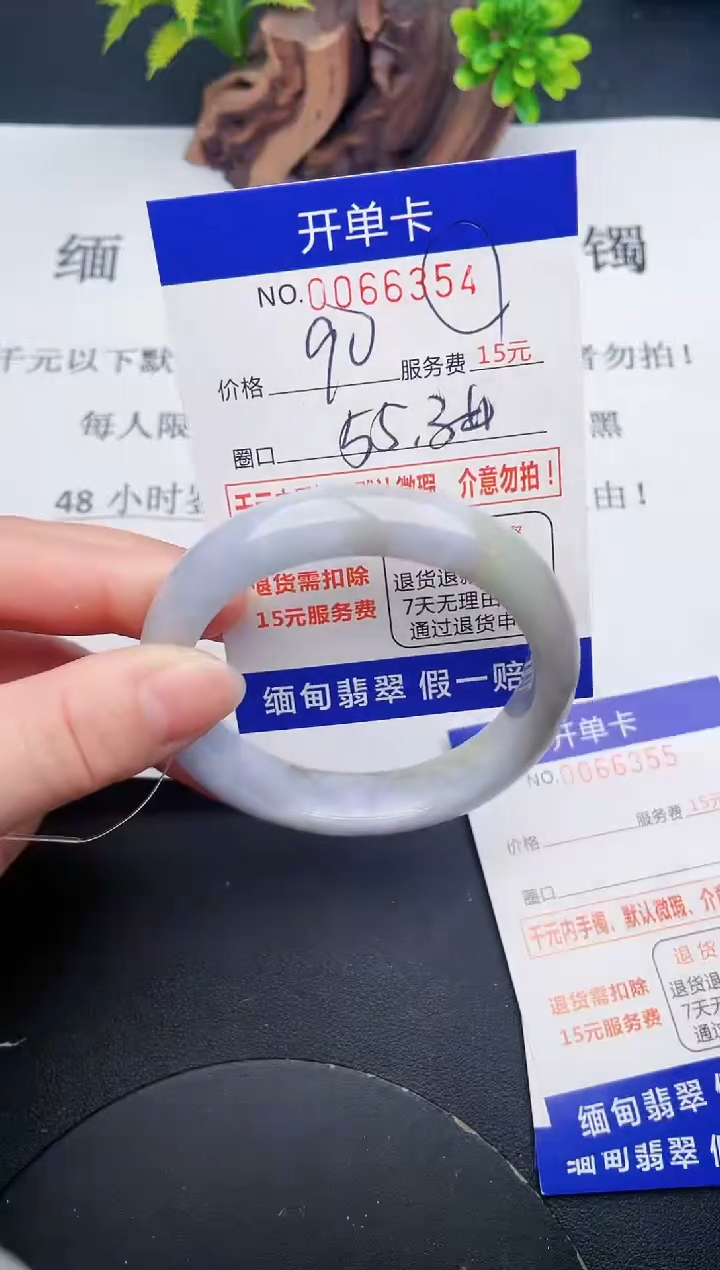 缅
镯
千元以下默
者勿拍！
每人限
黑
48 小时鉴
由！
开单卡
NO.0066354
价格 90 服务费 15元
圈口 55.3
介意勿拍！
退货需扣除
15元服务费
退货退
7天无理由
通过退货申
缅甸翡翠 假一赔
开单卡
NO.0066355
价格 服务费 15元
圈口
千元内手镯、默认微瑕、介
退货需扣除
15元服务费
退货
退货退
7天无
通过
缅甸翡翠
缅甸翡翠